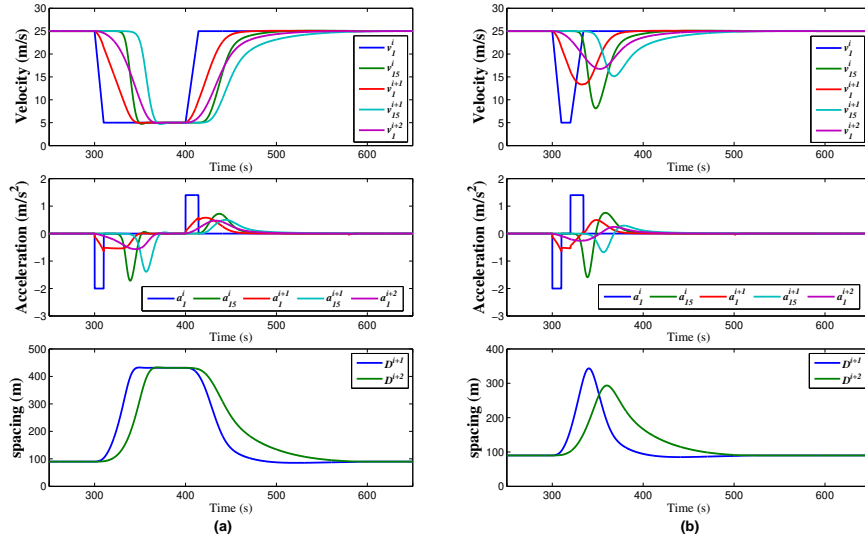 30
25
20
15
10
5
0
Velocity (m/s)
300 400 500 600
Time (s)
v_1^i
v_15^i
v_1^{i+1}
v_15^{i+1}
v_1^{i+2}
2
1
0
−1
−2
−3
Acceleration (m/s²)
300 400 500 600
Time (s)
a_1^i a_15^i a_1^{i+1} a_15^{i+1} a_1^{i+2}
500
400
300
200
100
0
spacing (m)
300 400 500 600
Time (s)
D^{i+1}
D^{i+2}
(a)
30
25
20
15
10
5
0
Velocity (m/s)
300 400 500 600
Time (s)
v_1^i
v_15^i
v_1^{i+1}
v_15^{i+1}
v_1^{i+2}
2
1
0
−1
−2
−3
Acceleration (m/s²)
300 400 500 600
Time (s)
a_1^i a_15^i a_1^{i+1} a_15^{i+1} a_1^{i+2}
400
300
200
100
0
spacing (m)
300 400 500 600
Time (s)
D^{i+1}
D^{i+2}
(b)